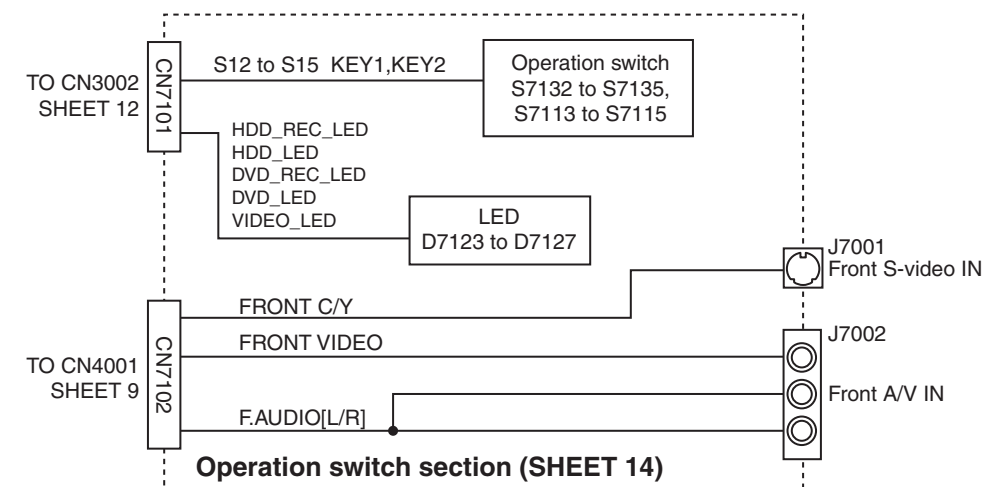 TO CN3002
SHEET 12
CN7101
S12 to S15  KEY1,KEY2
Operation switch
S7132 to S7135,
S7113 to S7115
HDD_REC_LED
HDD_LED
DVD_REC_LED
DVD_LED
VIDEO_LED
LED
D7123 to D7127
J7001
Front S-video IN
TO CN4001
SHEET 9
CN7102
FRONT C/Y
FRONT VIDEO
F.AUDIO[L/R]
J7002
Front A/V IN
Operation switch section (SHEET 14)